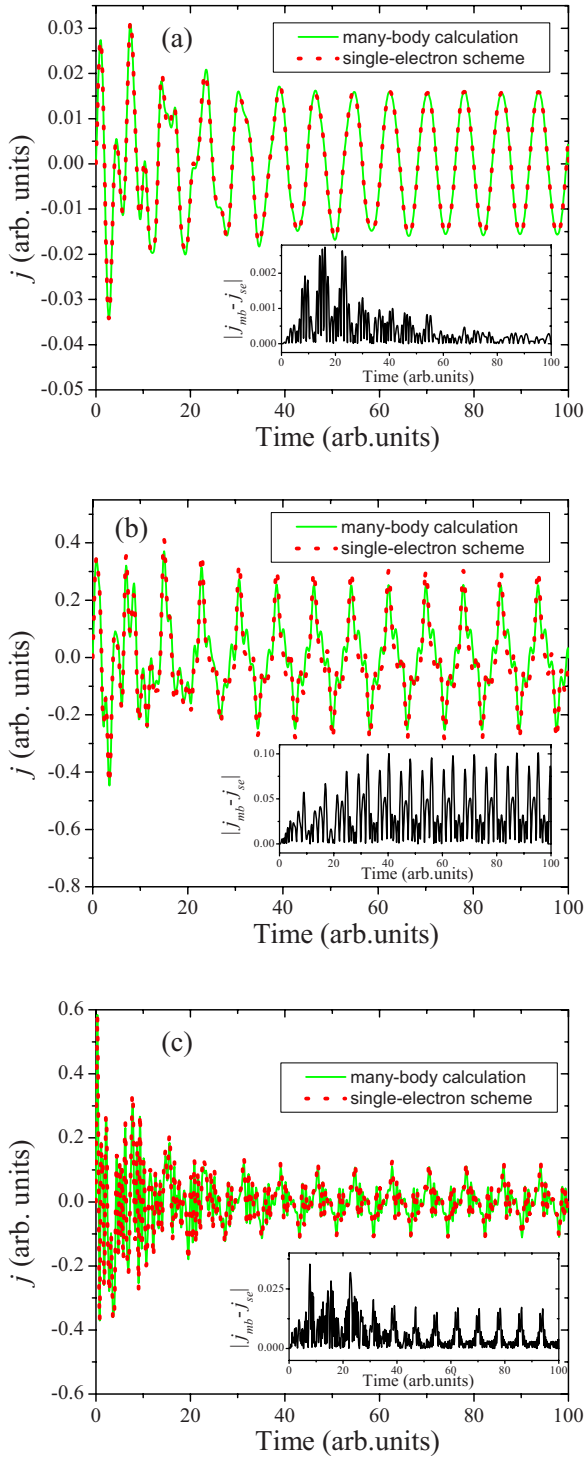 (a)
many-body calculation
single-electron scheme
0.03
0.02
0.01
0.00
-0.01
-0.02
-0.03
-0.04
-0.05
j (arb. units)
|j_mb - j_se|
0.002
0.001
0.000
0 20 40 60 80 100
Time (arb.units)
0 20 40 60 80 100
Time (arb.units)
(b)
many-body calculation
single-electron scheme
0.4
0.2
0.0
-0.2
-0.4
-0.6
-0.8
j (arb. units)
|j_mb - j_se|
0.10
0.05
0.00
0 20 40 60 80 100
Time (arb.units)
0 20 40 60 80 100
Time (arb.units)
(c)
many-body calculation
single-electron scheme
0.6
0.4
0.2
0.0
-0.2
-0.4
-0.6
j (arb. units)
|j_mb - j_se|
0.025
0.000
0 20 40 60 80 100
Time (arb.units)
0 20 40 60 80 100
Time (arb.units)